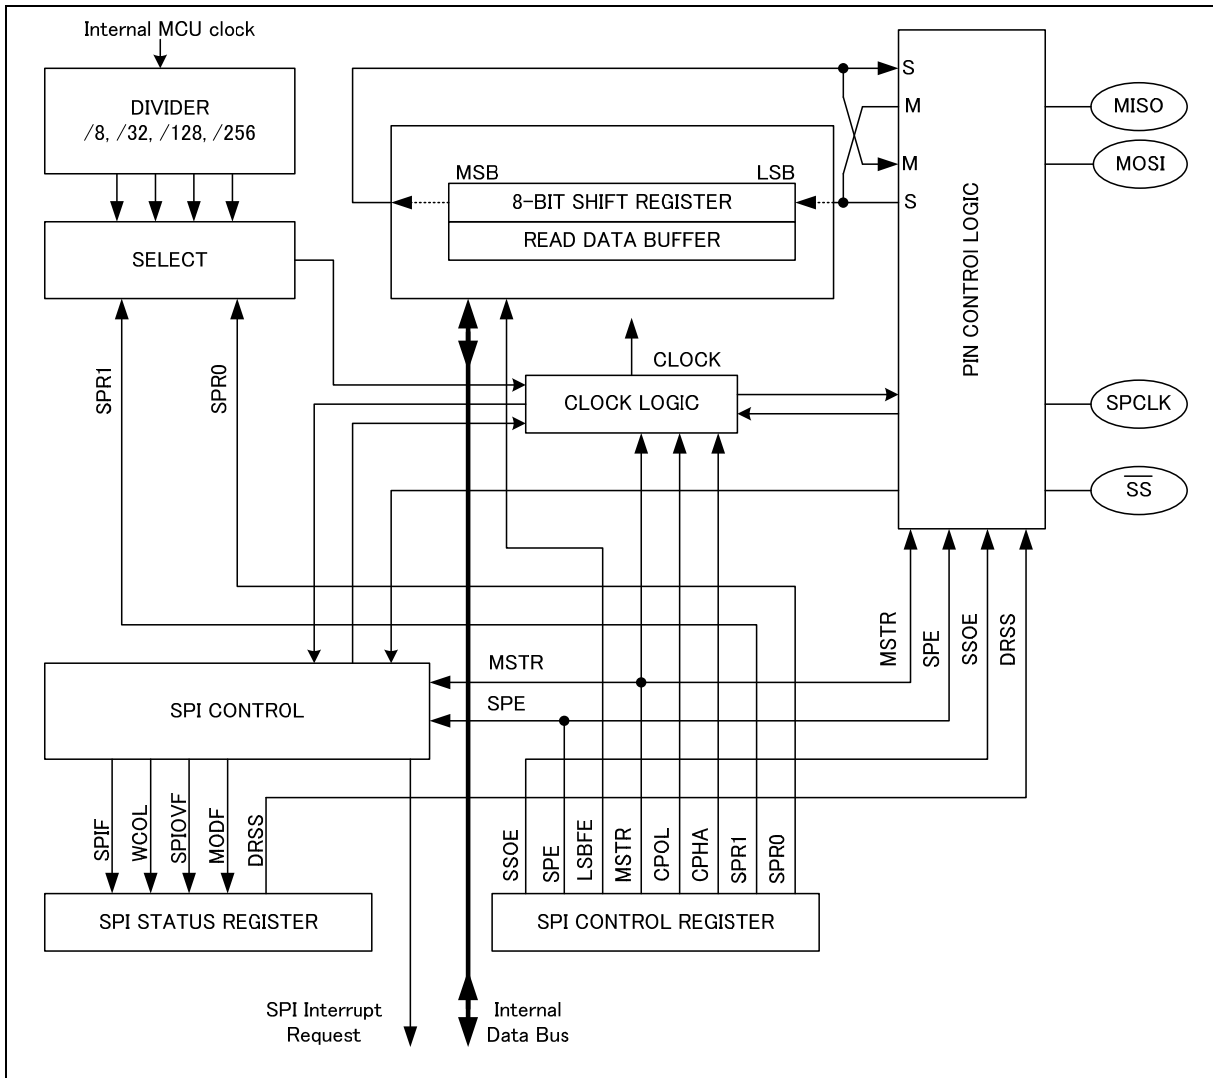 Internal MCU clock
DIVIDER
/8, /32, /128, /256
SELECT
MSB
LSB
8-BIT SHIFT REGISTER
READ DATA BUFFER
S
M
M
S
PIN CONTROl LOGIC
MISO
MOSI
SPCLK
SS
CLOCK
CLOCK LOGIC
SPR1
SPR0
MSTR
SPE
SSOE
DRSS
MSTR
SPE
SPI CONTROL
SPIF
WCOL
SPIOVF
MODF
DRSS
SSOE
SPE
LSBFE
MSTR
CPOL
CPHA
SPR1
SPR0
SPI STATUS REGISTER
SPI CONTROL REGISTER
SPI Interrupt
Request
Internal
Data Bus